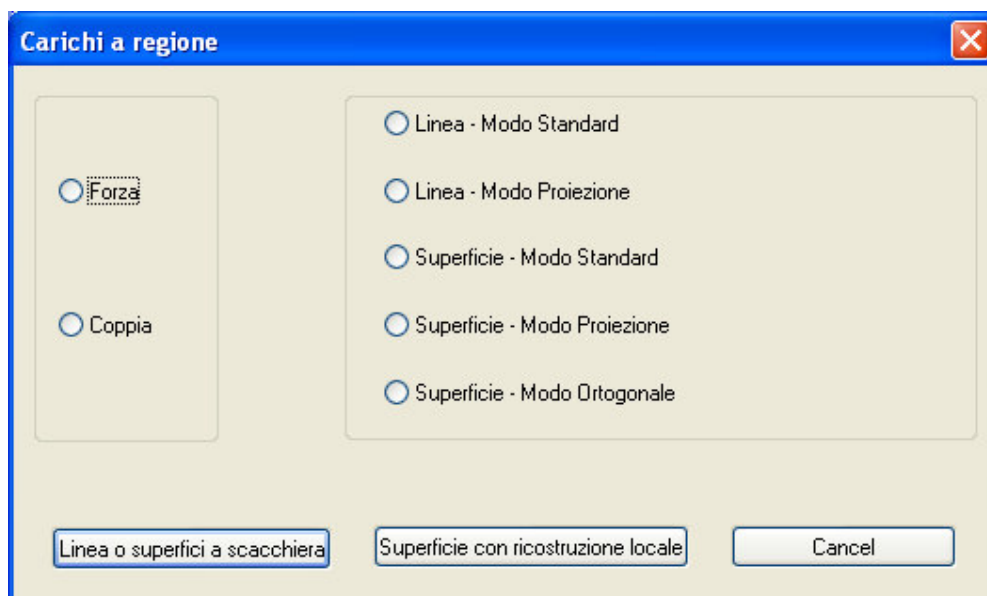 Carichi a regione
Forza
Coppia
Linea - Modo Standard
Linea - Modo Proiezione
Superficie - Modo Standard
Superficie - Modo Proiezione
Superficie - Modo Ortogonale
Linea o superfici a scacchiera
Superficie con ricostruzione locale
Cancel